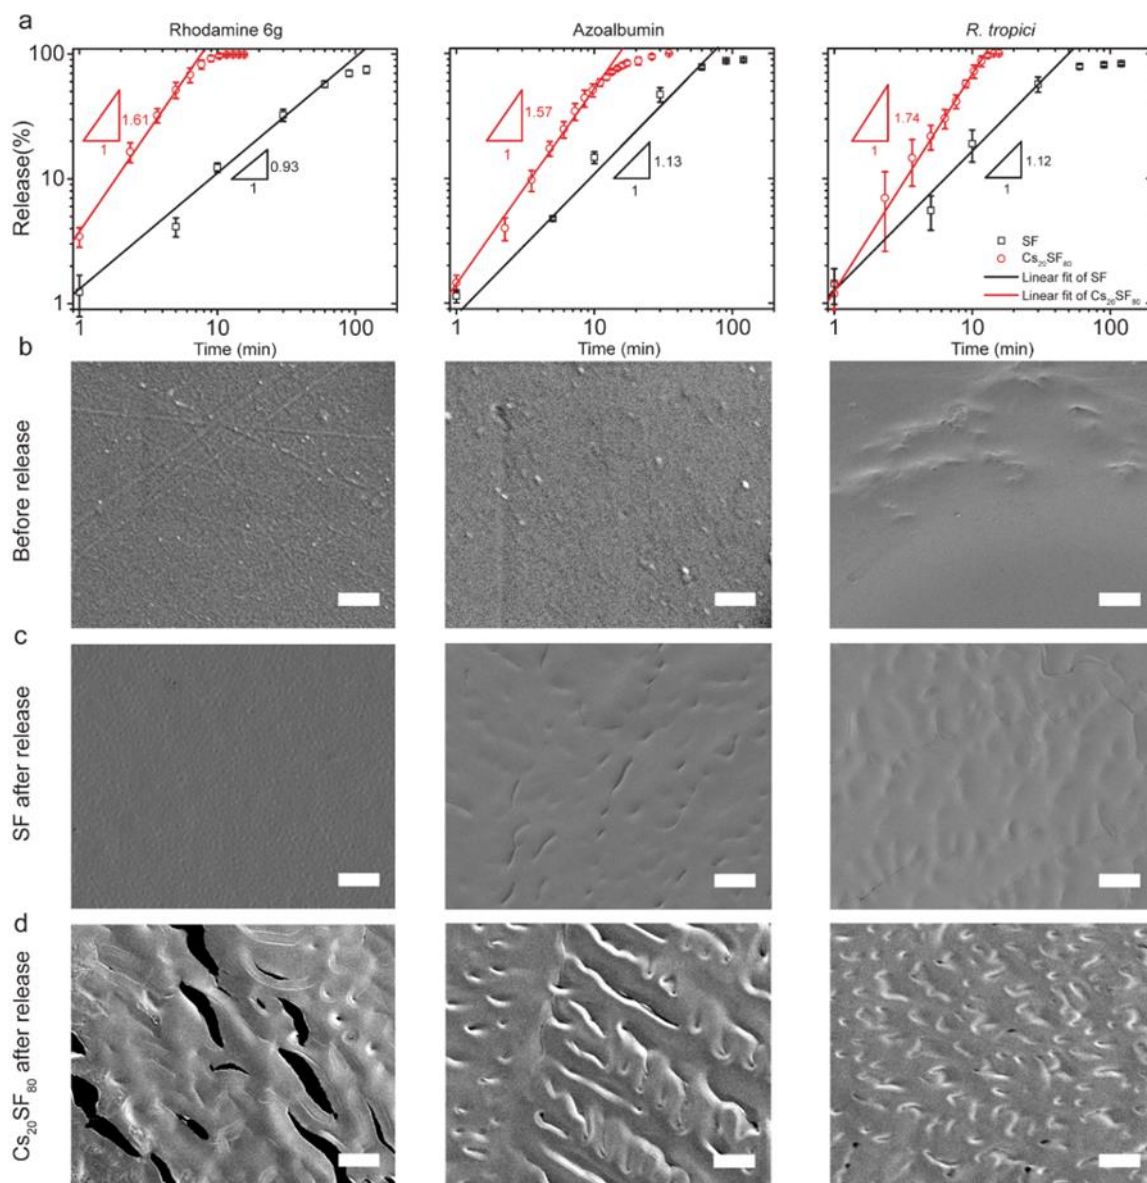 a
Rhodamine 6g
Azoalbumin
R. tropici
Release(%)
100
10
1
1.61
1
0.93
1
1 10 100
Time (min)
1.57
1
1.13
1
1 10 100
Time (min)
1.74
1
1.12
1
SF
Cs20SF80
Linear fit of SF
Linear fit of Cs20SF80
1 10 100
Time (min)
b
Before release
c
SF after release
d
Cs20SF80 after release